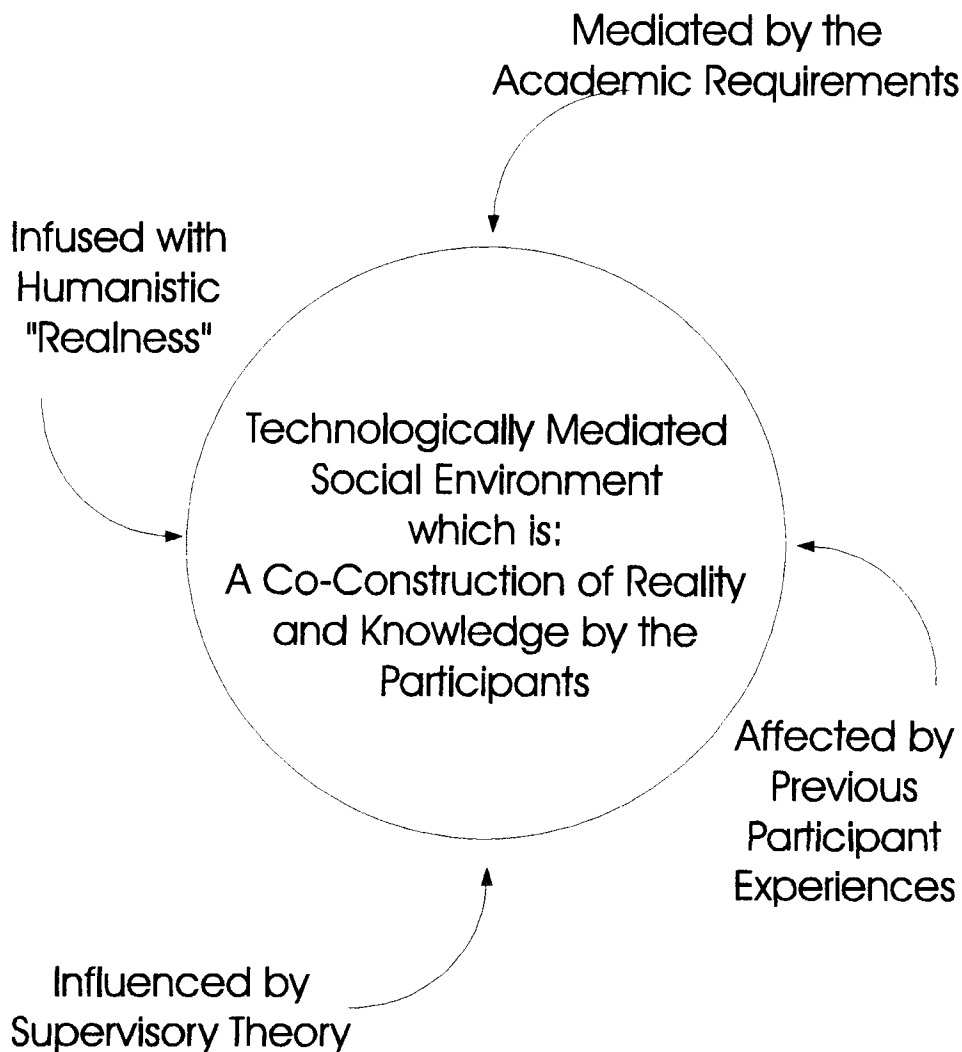 Mediated by the
Academic Requirements
Infused with
Humanistic
"Realness"
Technologically Mediated
Social Environment
which is:
A Co-Construction of Reality
and Knowledge by the
Participants
Affected by
Previous
Participant
Experiences
Influenced by
Supervisory Theory